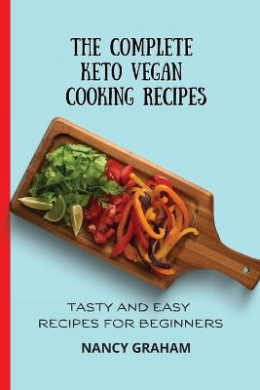 THE COMPLETE
KETO VEGAN
COOKING RECIPES
TASTY AND EASY
RECIPES FOR BEGINNERS
NANCY GRAHAM